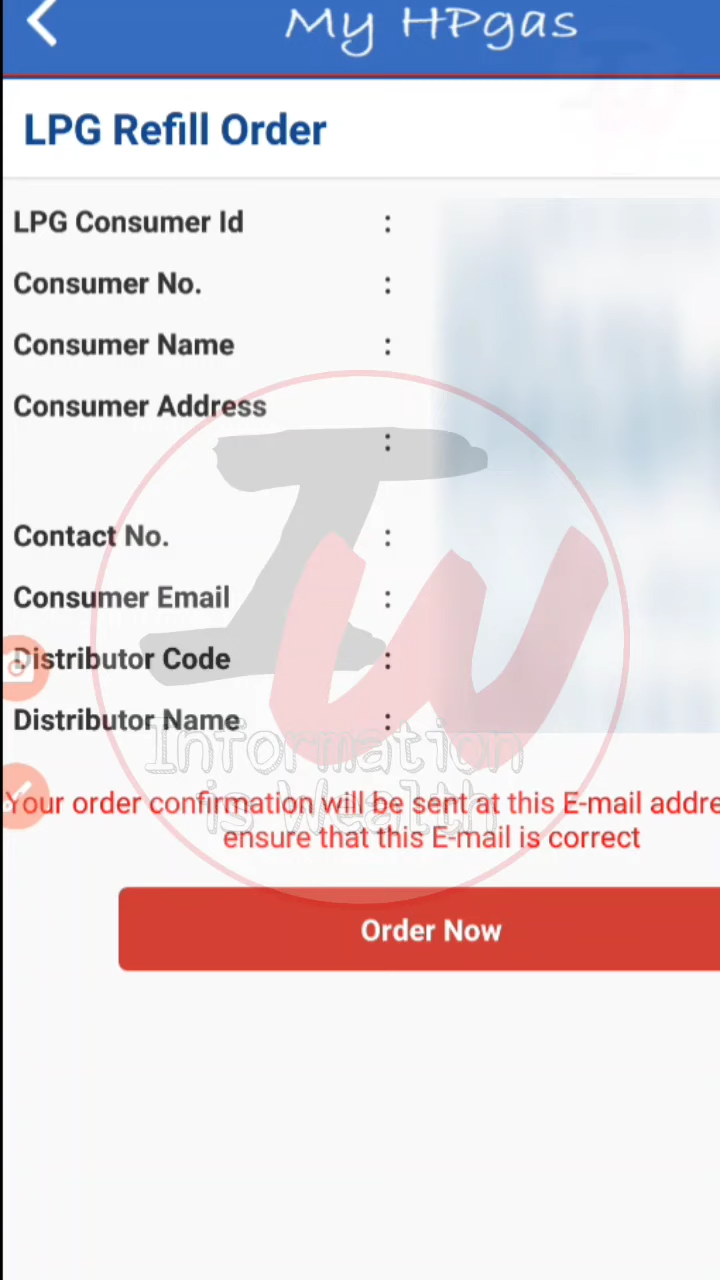 My HPgas
LPG Refill Order
LPG Consumer Id :
Consumer No. :
Consumer Name :
Consumer Address
:
Contact No. :
Consumer Email :
Distributor Code :
Distributor Name :
Information
is Wealth
Your order confirmation will be sent at this E-mail addre
ensure that this E-mail is correct
Order Now